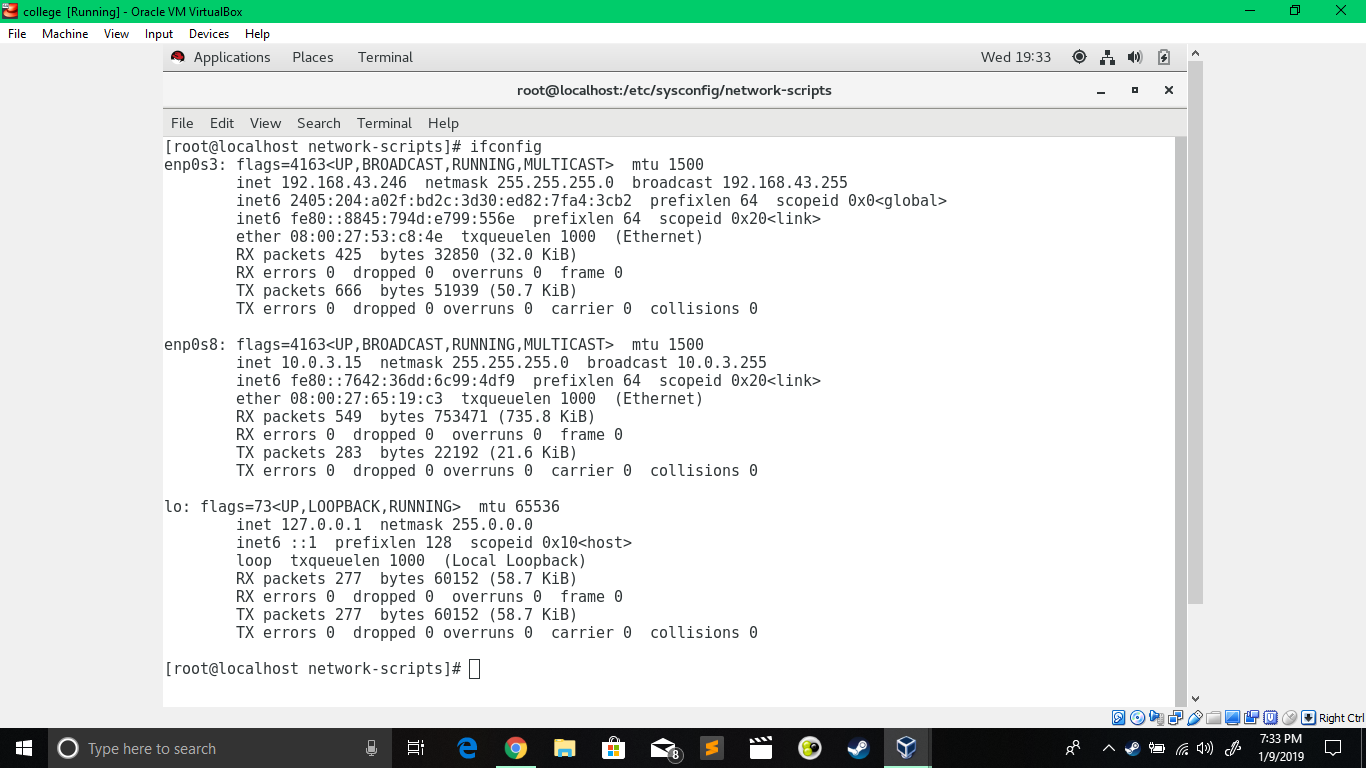 college [Running] - Oracle VM VirtualBox
File Machine View Input Devices Help
Applications Places Terminal Wed 19:33
root@localhost:/etc/sysconfig/network-scripts
File Edit View Search Terminal Help
[root@localhost network-scripts]# ifconfig
enp0s3: flags=4163<UP,BROADCAST,RUNNING,MULTICAST>  mtu 1500
        inet 192.168.43.246  netmask 255.255.255.0  broadcast 192.168.43.255
        inet6 2405:204:a02f:bd2c:3d30:ed82:7fa4:3cb2  prefixlen 64  scopeid 0x0<global>
        inet6 fe80::8845:794d:e799:556e  prefixlen 64  scopeid 0x20<link>
        ether 08:00:27:53:c8:4e  txqueuelen 1000  (Ethernet)
        RX packets 425  bytes 32850 (32.0 KiB)
        RX errors 0  dropped 0  overruns 0  frame 0
        TX packets 666  bytes 51939 (50.7 KiB)
        TX errors 0  dropped 0 overruns 0  carrier 0  collisions 0
enp0s8: flags=4163<UP,BROADCAST,RUNNING,MULTICAST>  mtu 1500
        inet 10.0.3.15  netmask 255.255.255.0  broadcast 10.0.3.255
        inet6 fe80::7642:36dd:6c99:4df9  prefixlen 64  scopeid 0x20<link>
        ether 08:00:27:65:19:c3  txqueuelen 1000  (Ethernet)
        RX packets 549  bytes 753471 (735.8 KiB)
        RX errors 0  dropped 0  overruns 0  frame 0
        TX packets 283  bytes 22192 (21.6 KiB)
        TX errors 0  dropped 0 overruns 0  carrier 0  collisions 0
lo: flags=73<UP,LOOPBACK,RUNNING>  mtu 65536
        inet 127.0.0.1  netmask 255.0.0.0
        inet6 ::1  prefixlen 128  scopeid 0x10<host>
        loop  txqueuelen 1000  (Local Loopback)
        RX packets 277  bytes 60152 (58.7 KiB)
        RX errors 0  dropped 0  overruns 0  frame 0
        TX packets 277  bytes 60152 (58.7 KiB)
        TX errors 0  dropped 0 overruns 0  carrier 0  collisions 0
[root@localhost network-scripts]#
Right Ctrl
Type here to search
8
7:33 PM
1/9/2019